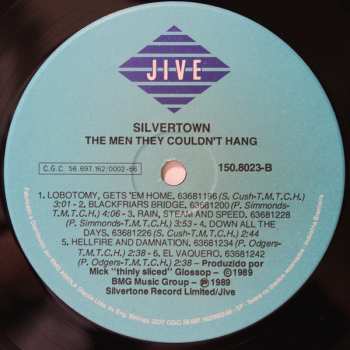 JIVE
SILVERTOWN
THE MEN THEY COULDN'T HANG
C.G.C. 56.697.162/0002-66
150.8023-B
1. LOBOTOMY, GETS 'EM HOME, 63681196 (S. Cush-T.M.T.C.H.)
3:01 - 2. BLACKFRIARS BRIDGE, 63681200 (P. Simmonds-
T.M.T.C.H.) 4:06 - 3. RAIN, STEAM AND SPEED, 63681228
(P. Simmonds-T.M.T.C.H.) 3:53 - 4. DOWN ALL THE
DAYS, 63681226 (S. Cush-T.M.T.C.H.) 2:44
5. HELLFIRE AND DAMNATION, 63681234 (P. Odgers-
T.M.T.C.H.) - 6. EL VAQUERO, 63681242
(P. Odgers-T.M.T.C.H.) 2:38 - Produzido por
Mick "thinly sliced" Glossop - ©1989
BMG Music Group - ℗1989
Silvertone Record Limited/Jive